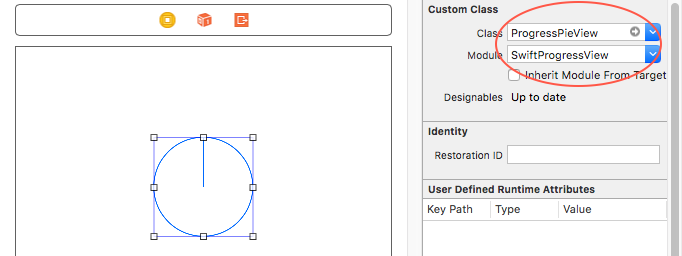 Custom Class
Class ProgressPieView
Module SwiftProgressView
Inherit Module From Target
Designables Up to date
Identity
Restoration ID
User Defined Runtime Attributes
Key Path Type Value